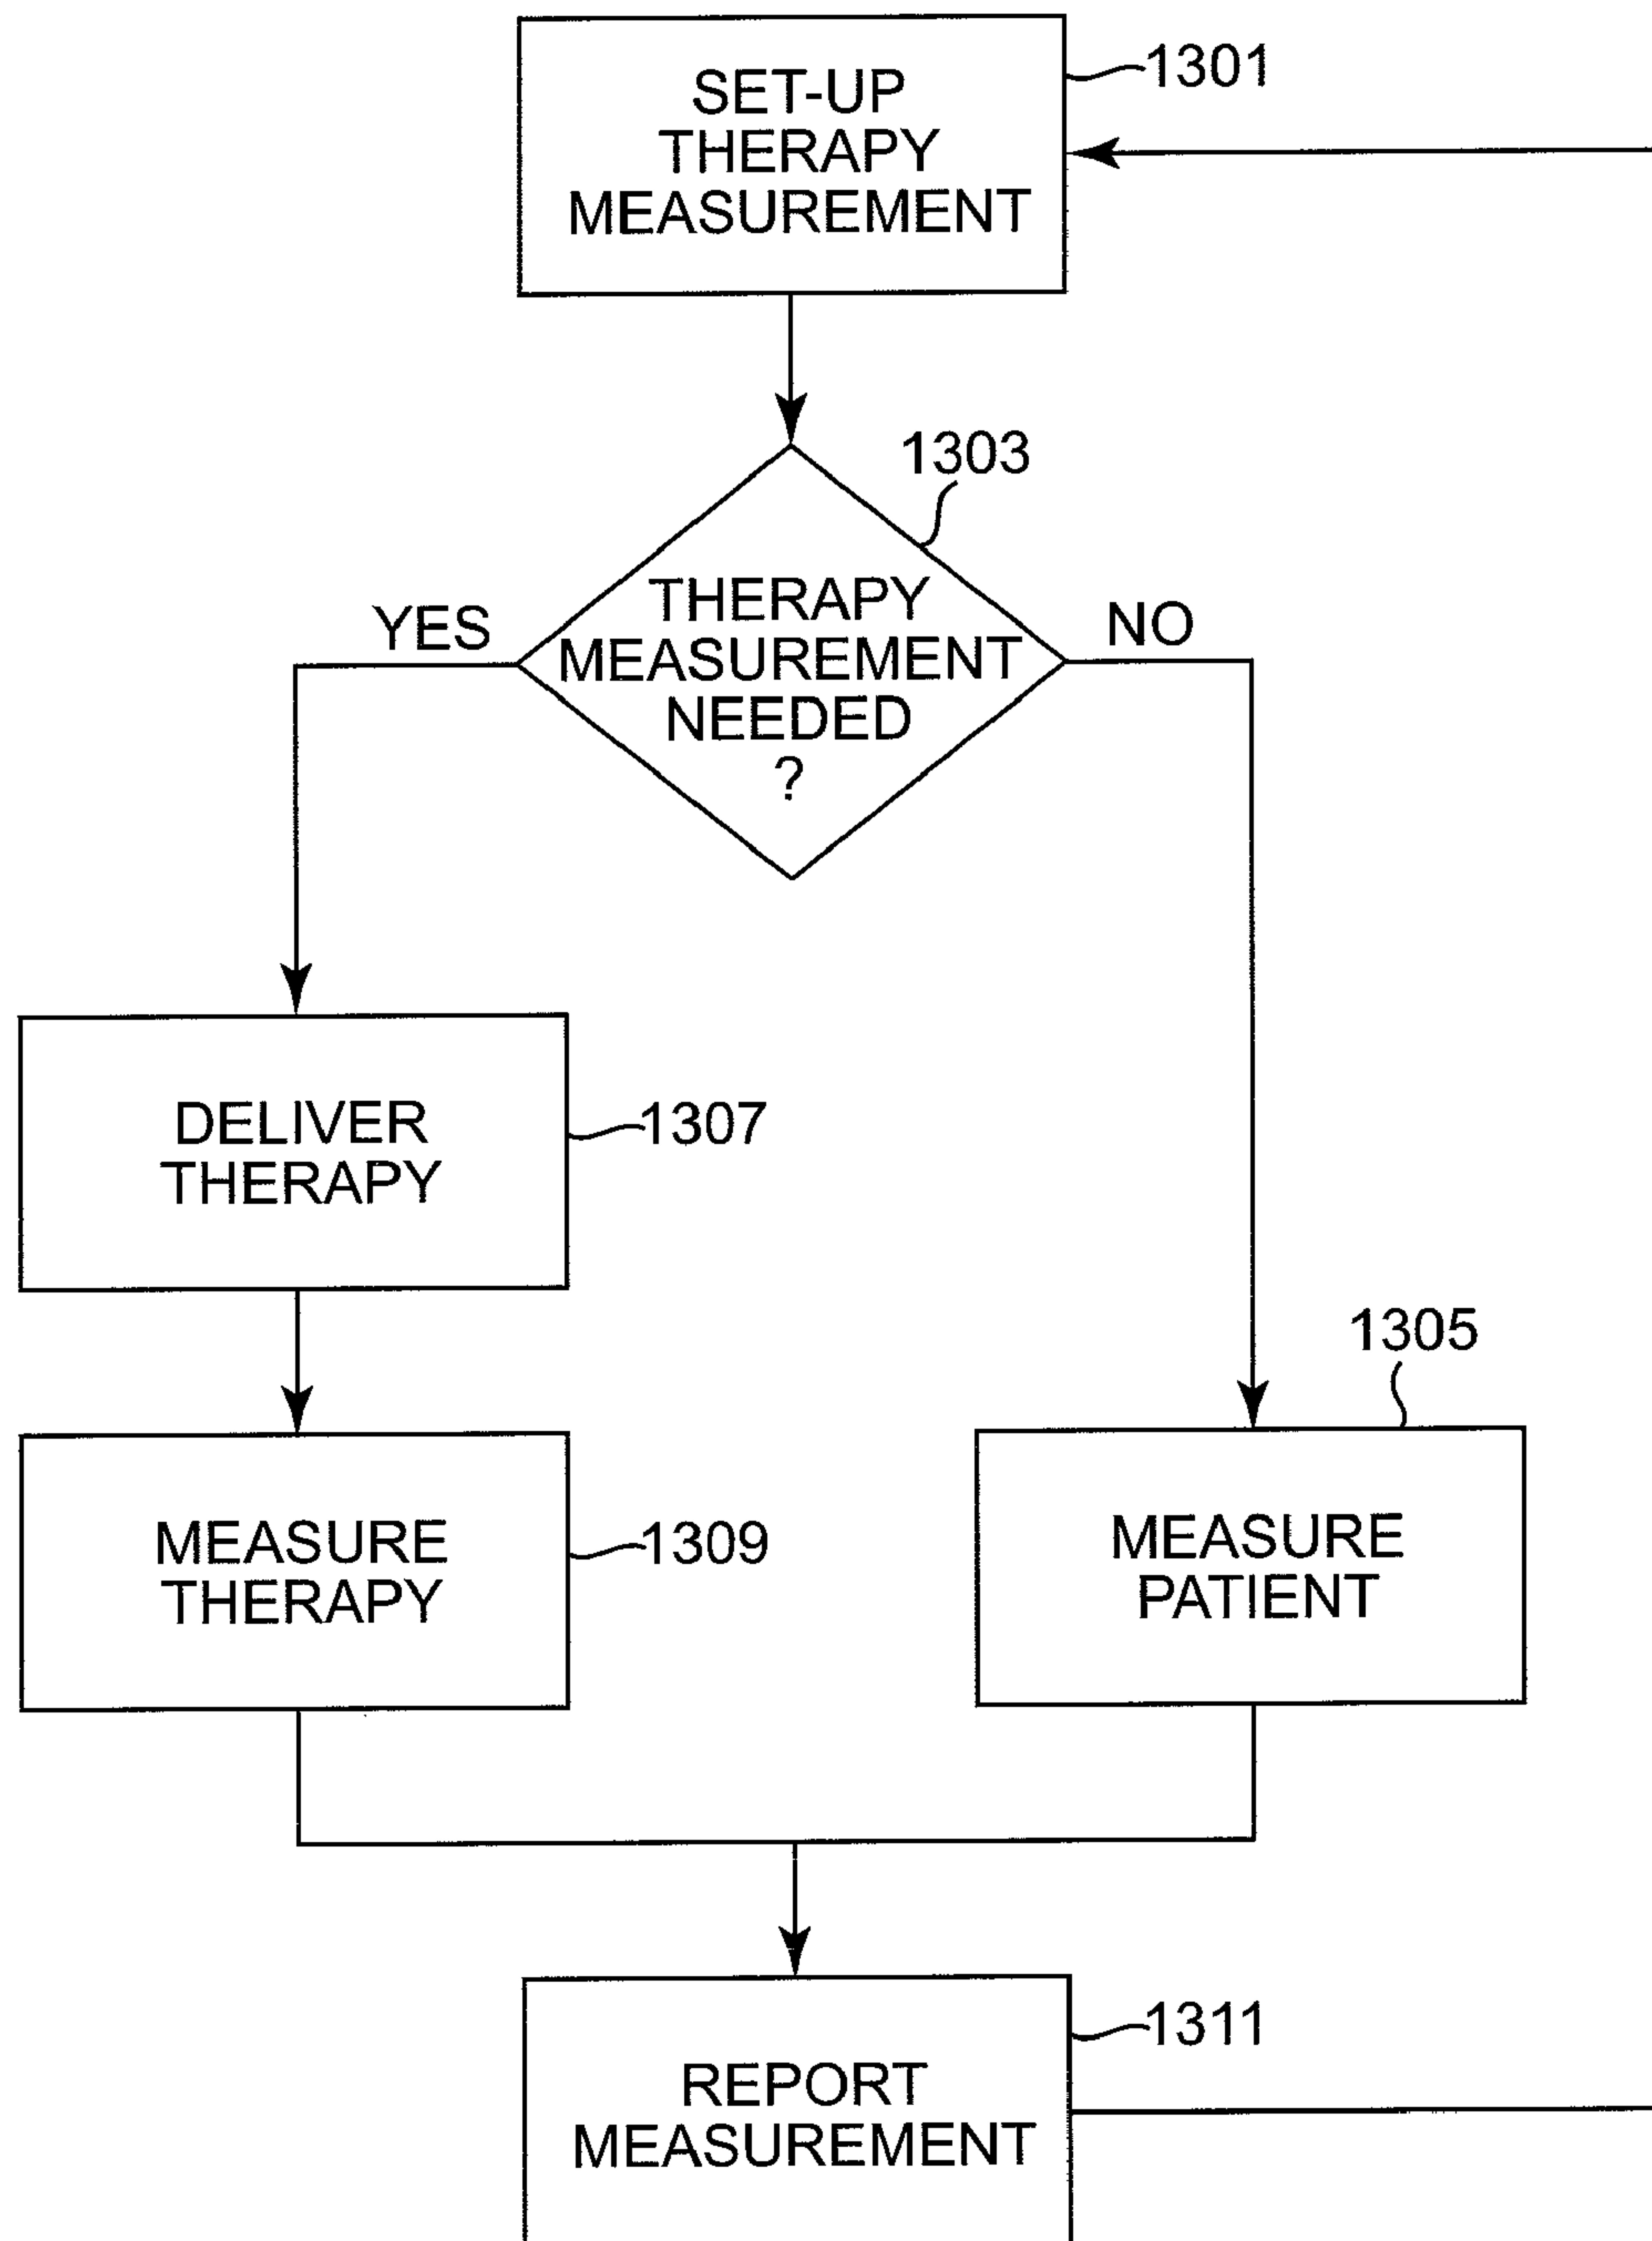 SET-UP
THERAPY
MEASUREMENT
1301
1303
THERAPY
MEASUREMENT
NEEDED
?
YES
NO
DELIVER
THERAPY
1307
1305
MEASURE
THERAPY
1309
MEASURE
PATIENT
1311
REPORT
MEASUREMENT